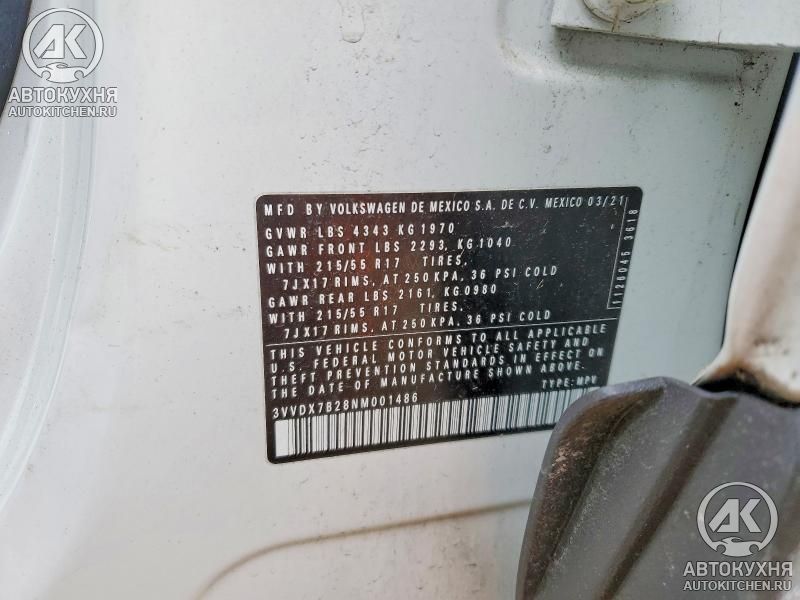 АК
АВТОКУХНЯ
AUTOKITCHEN.RU
MFD BY VOLKSWAGEN DE MEXICO S.A. DE C.V. MEXICO 03/21
GVWR LBS 4343 KG 1970
GAWR FRONT LBS 2293, KG.1040
WITH 215/55 R17 TIRES,
7JX17 RIMS, AT 250 KPA, 36 PSI COLD
GAWR REAR LBS 2161, KG.0980
WITH 215/55 R17 TIRES,
7JX17 RIMS, AT 250 KPA, 36 PSI COLD
THIS VEHICLE CONFORMS TO ALL APPLICABLE
U.S. FEDERAL MOTOR VEHICLE SAFETY AND
THEFT PREVENTION STANDARDS IN EFFECT ON
THE DATE OF MANUFACTURE SHOWN ABOVE.
TYPE: MPV
3VVDX7B28NM001486
1126045 3618
АК
АВТОКУХНЯ
AUTOKITCHEN.RU